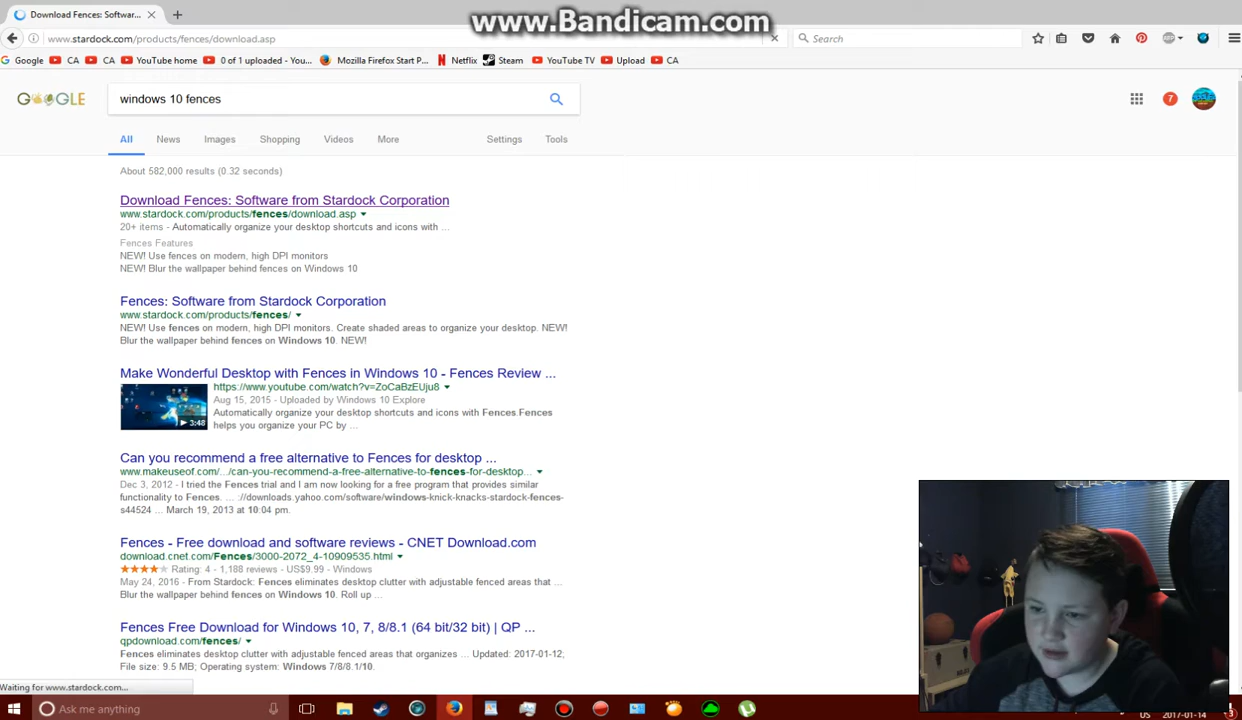 Download Fences: Softwar...
www.Bandicam.com
www.stardock.com/products/fences/download.asp
Search
Google CA CA YouTube home 0 of 1 uploaded - You... Mozilla Firefox Start P... Netflix Steam YouTube TV Upload CA
GOOGLE
windows 10 fences
7
All News Images Shopping Videos More Settings Tools
About 582,000 results (0.32 seconds)
Download Fences: Software from Stardock Corporation
www.stardock.com/products/fences/download.asp
20+ items - Automatically organize your desktop shortcuts and icons with ...
Fences Features
NEW! Use fences on modern, high DPI monitors
NEW! Blur the wallpaper behind fences on Windows 10
Fences: Software from Stardock Corporation
www.stardock.com/products/fences/
NEW! Use fences on modern, high DPI monitors. Create shaded areas to organize your desktop. NEW!
Blur the wallpaper behind fences on Windows 10. NEW!
Make Wonderful Desktop with Fences in Windows 10 - Fences Review ...
https://www.youtube.com/watch?v=ZoCaBzEUju8
Aug 15, 2015 - Uploaded by Windows 10 Explore
Automatically organize your desktop shortcuts and icons with Fences.Fences
helps you organize your PC by ...
3:48
Can you recommend a free alternative to Fences for desktop ...
www.makeuseof.com/.../can-you-recommend-a-free-alternative-to-fences-for-desktop...
Dec 3, 2012 - I tried the Fences trial and I am now looking for a free program that provides similar
functionality to Fences. ... ://downloads.yahoo.com/software/windows-knick-knacks-stardock-fences-
s44524 ... March 19, 2013 at 10:04 pm.
Fences - Free download and software reviews - CNET Download.com
download.cnet.com/Fences/3000-2072_4-10909535.html
Rating: 4 - 1,188 reviews - US$9.99 - Windows
May 24, 2016 - From Stardock: Fences eliminates desktop clutter with adjustable fenced areas that ...
Blur the wallpaper behind fences on Windows 10. Roll up ...
Fences Free Download for Windows 10, 7, 8/8.1 (64 bit/32 bit) | QP ...
qpdownload.com/fences/
Fences eliminates desktop clutter with adjustable fenced areas that organizes ... Updated: 2017-01-12;
File size: 9.5 MB; Operating system: Windows 7/8/8.1/10.
Waiting for www.stardock.com...
Ask me anything
US 2017-01-14